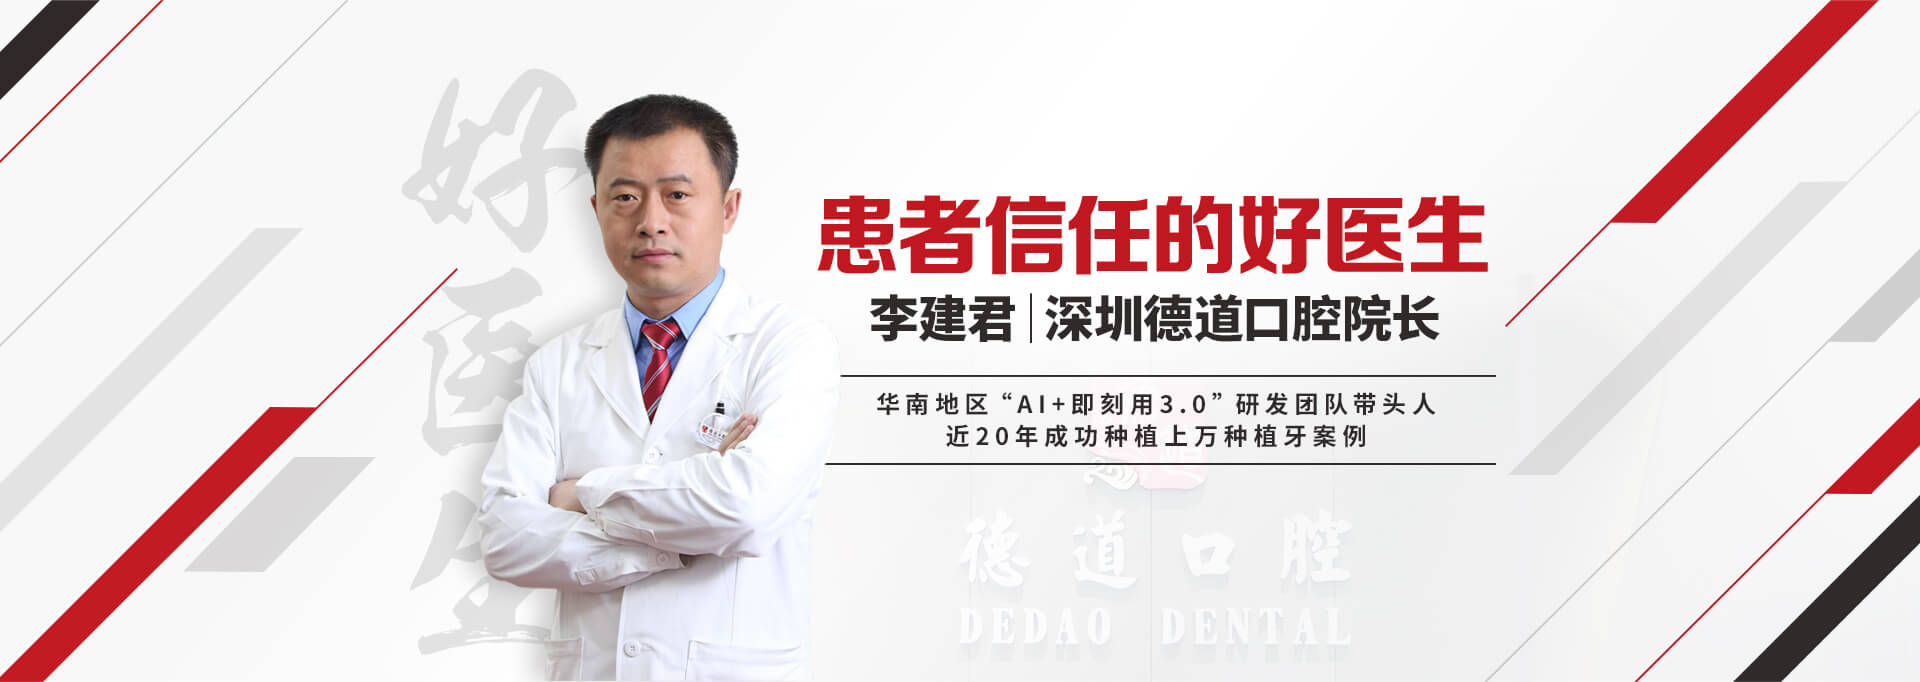 好医生
患者信任的好医生
李建君|深圳德道口腔院长
华南地区“AI+即刻用3.0”研发团队带头人
近20年成功种植上万种植牙案例
德道口腔
DEDAO DENTAL